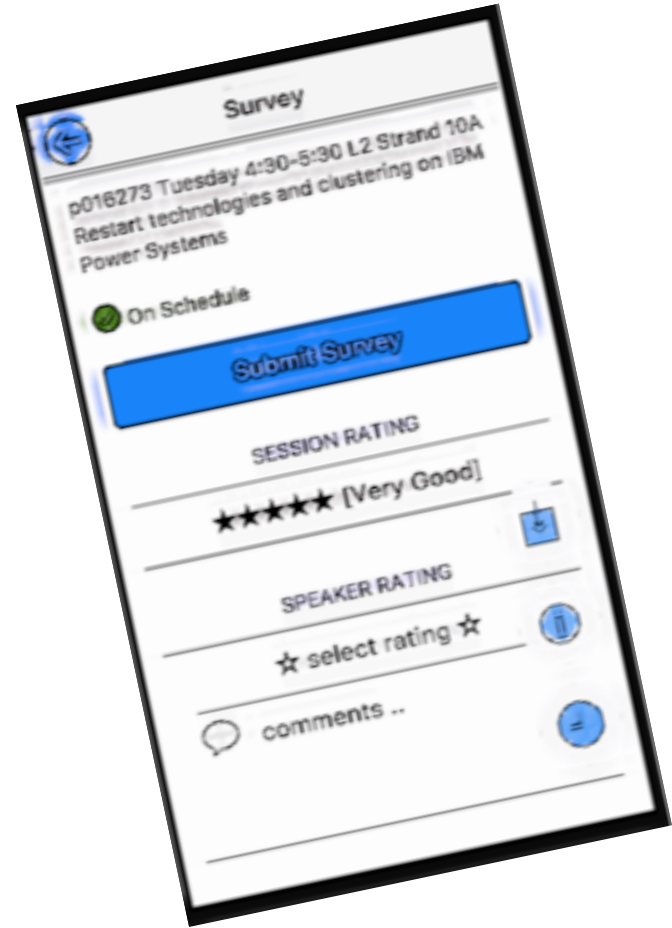 Survey
p016273 Tuesday 4:30-5:30 L2 Strand 10A
Restart technologies and clustering on IBM
Power Systems
On Schedule
Submit Survey
SESSION RATING
★★★★★ [Very Good]
SPEAKER RATING
☆ select rating ☆
comments ..